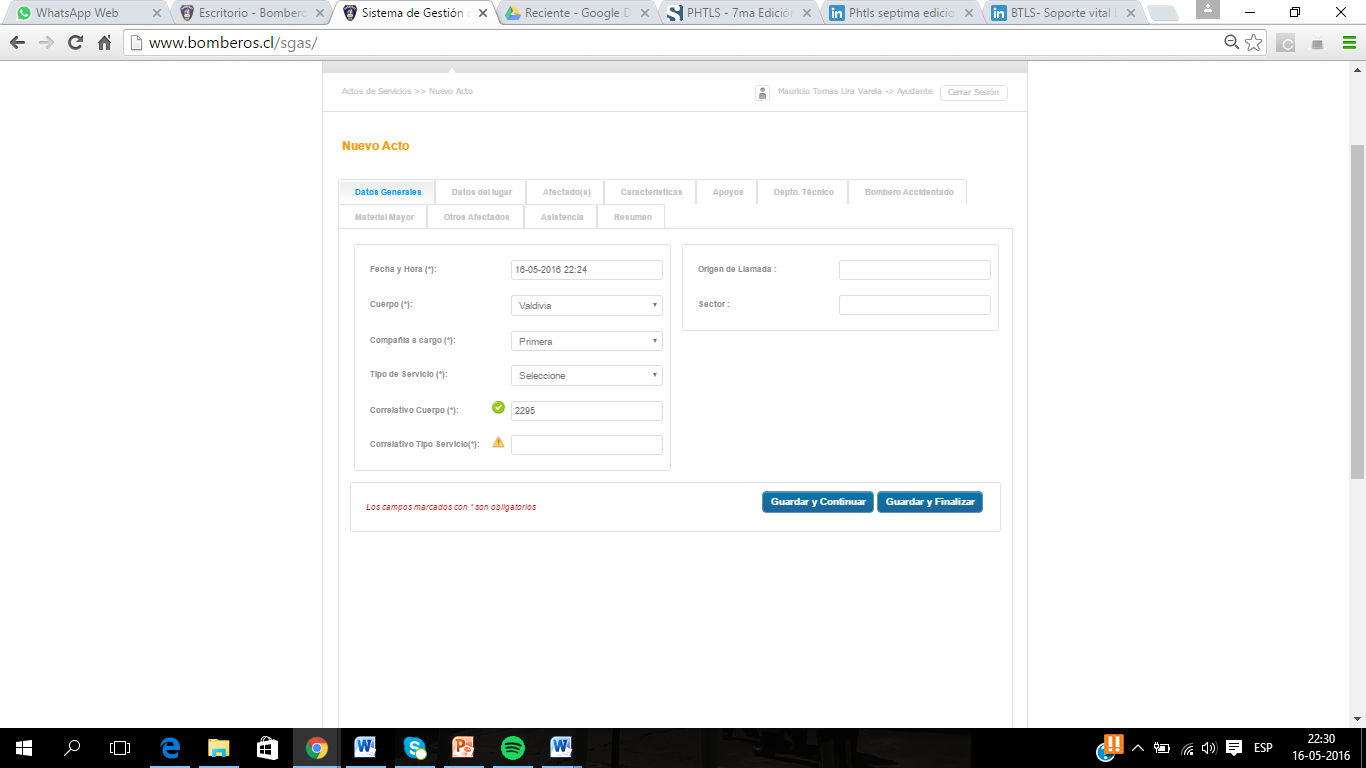 WhatsApp Web
Escritorio - Bombero
Sistema de Gestión
Reciente - Google D
PHTLS - 7ma Edición
Phtls septima edicio
BTLS- Soporte vital
www.bomberos.cl/sgas/
Actos de Servicios >> Nuevo Acto
Mauricio Tomas Lira Varela -> Ayudante
Cerrar Sesión
Nuevo Acto
Datos Generales
Datos del lugar
Afectado(s)
Características
Apoyos
Depto. Técnico
Bombero Accidentado
Material Mayor
Otros Afectados
Asistencia
Resumen
Fecha y Hora (*):
16-05-2016 22:24
Cuerpo (*):
Valdivia
Compañia a cargo (*):
Primera
Tipo de Servicio (*):
Seleccione
Correlativo Cuerpo (*):
2295
Correlativo Tipo Servicio(*):
Origen de Llamada :
Sector :
Los campos marcados con * son obligatorios
Guardar y Continuar
Guardar y Finalizar
ESP
22:30
16-05-2016